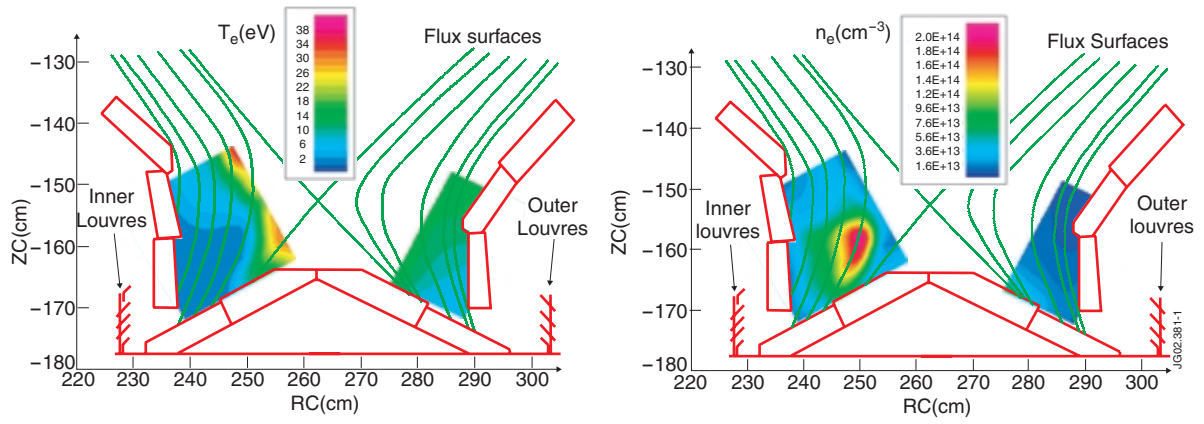 Te(eV)
38
34
30
26
22
18
14
10
6
2
Flux surfaces
−130
−140
−150
−160
−170
−180
ZC(cm)
Inner
Louvres
Outer
Louvres
220 230 240 250 260 270 280 290 300
RC(cm)
ne(cm−3)
2.0E+14
1.8E+14
1.6E+14
1.4E+14
1.2E+14
9.6E+13
7.6E+13
5.6E+13
3.6E+13
1.6E+13
Flux Surfaces
−130
−140
−150
−160
−170
−180
ZC(cm)
Inner
louvres
Outer
louvres
220 230 240 250 260 270 280 290 300
RC(cm)
JG02.381-1